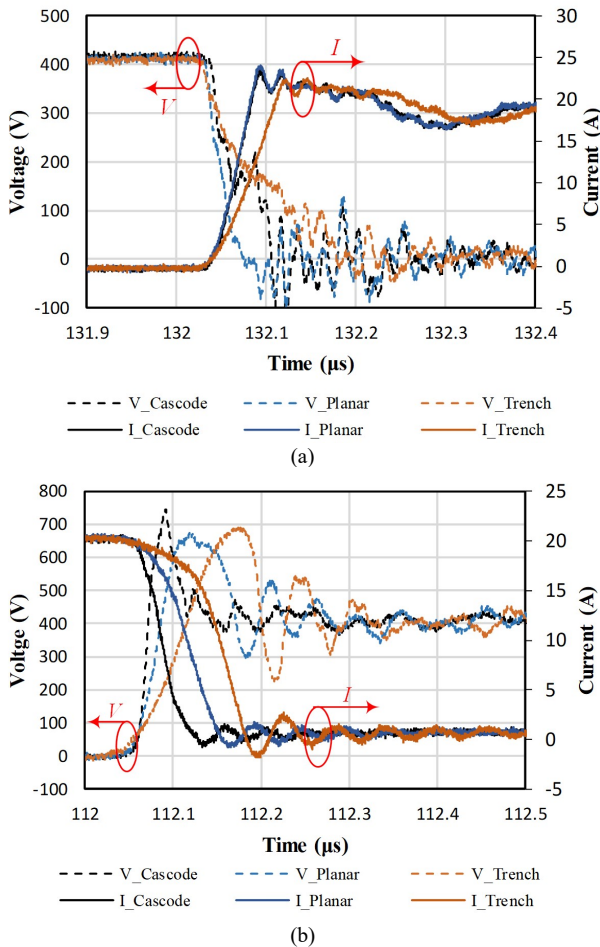 (a)
500
400
300
200
100
0
-100
30
25
20
15
10
5
0
-5
Voltage (V)
Current (A)
V
I
131.9 132 132.1 132.2 132.3 132.4
Time (µs)
V_Cascode V_Planar V_Trench
I_Cascode I_Planar I_Trench
(a)
800
700
600
500
400
300
200
100
0
-100
25
20
15
10
5
0
-5
Voltge (V)
Current (A)
V
I
112 112.1 112.2 112.3 112.4 112.5
Time (µs)
V_Cascode V_Planar V_Trench
I_Cascode I_Planar I_Trench
(b)